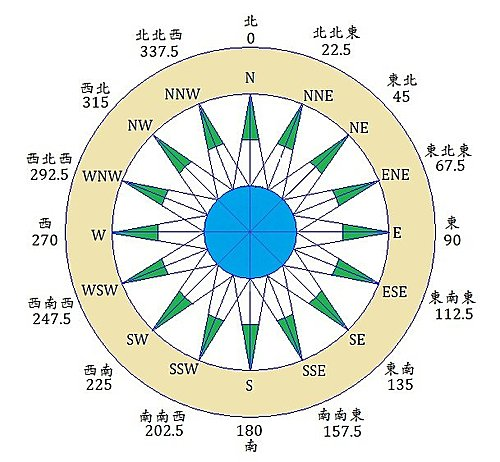 北
0
北北東
22.5
東北
45
東北東
67.5
東
90
東南東
112.5
東南
135
南南東
157.5
180
南
南南西
202.5
西南
225
西南西
247.5
西
270
西北西
292.5
西北
315
北北西
337.5
N
NNE
NE
ENE
E
ESE
SE
SSE
S
SSW
SW
WSW
W
WNW
NW
NNW